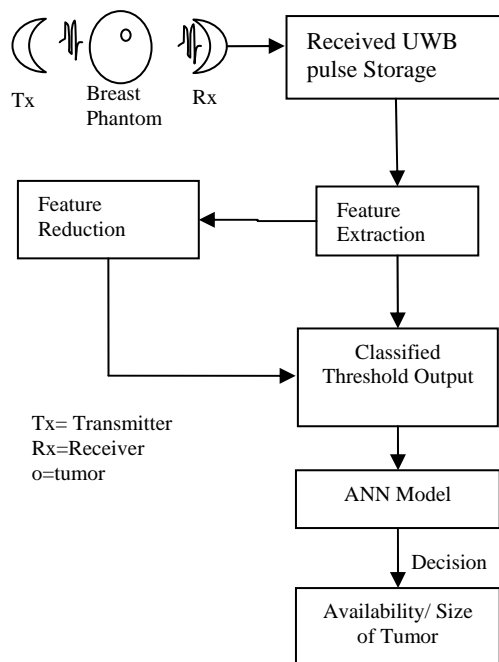 Received UWB
pulse Storage
Tx
Breast
Phantom
Rx
Feature
Reduction
Feature
Extraction
Classified
Threshold Output
Tx= Transmitter
Rx=Receiver
o=tumor
ANN Model
Decision
Availability/ Size
of Tumor